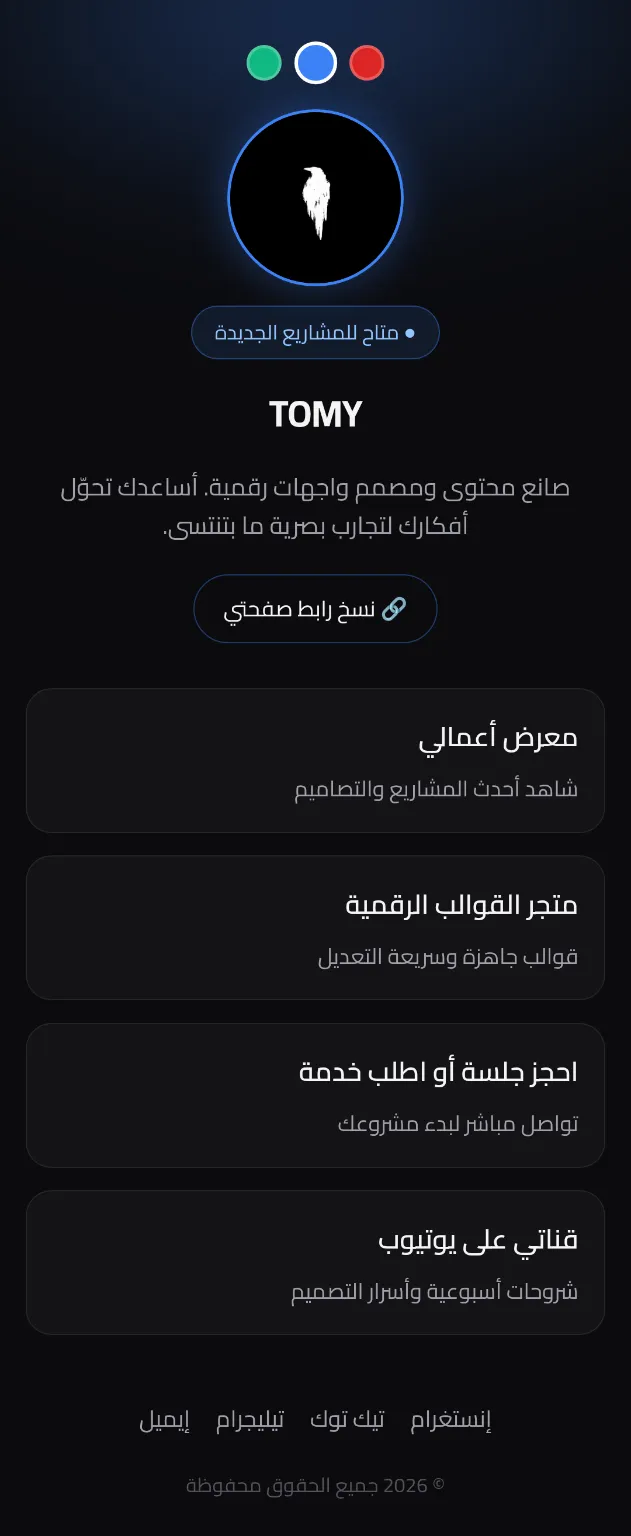 ● متاح للمشاريع الجديدة
TOMY
صانع محتوى ومصمم واجهات رقمية. أساعدك تحوّل
أفكارك لتجارب بصرية ما بتنتسى.
🔗 نسخ رابط صفحتي
معرض أعمالي
شاهد أحدث المشاريع والتصاميم
متجر القوالب الرقمية
قوالب جاهزة وسريعة التعديل
احجز جلسة أو اطلب خدمة
تواصل مباشر لبدء مشروعك
قناتي على يوتيوب
شروحات أسبوعية وأسرار التصميم
إنستغرام تيك توك تيليجرام إيميل
© 2026 جميع الحقوق محفوظة